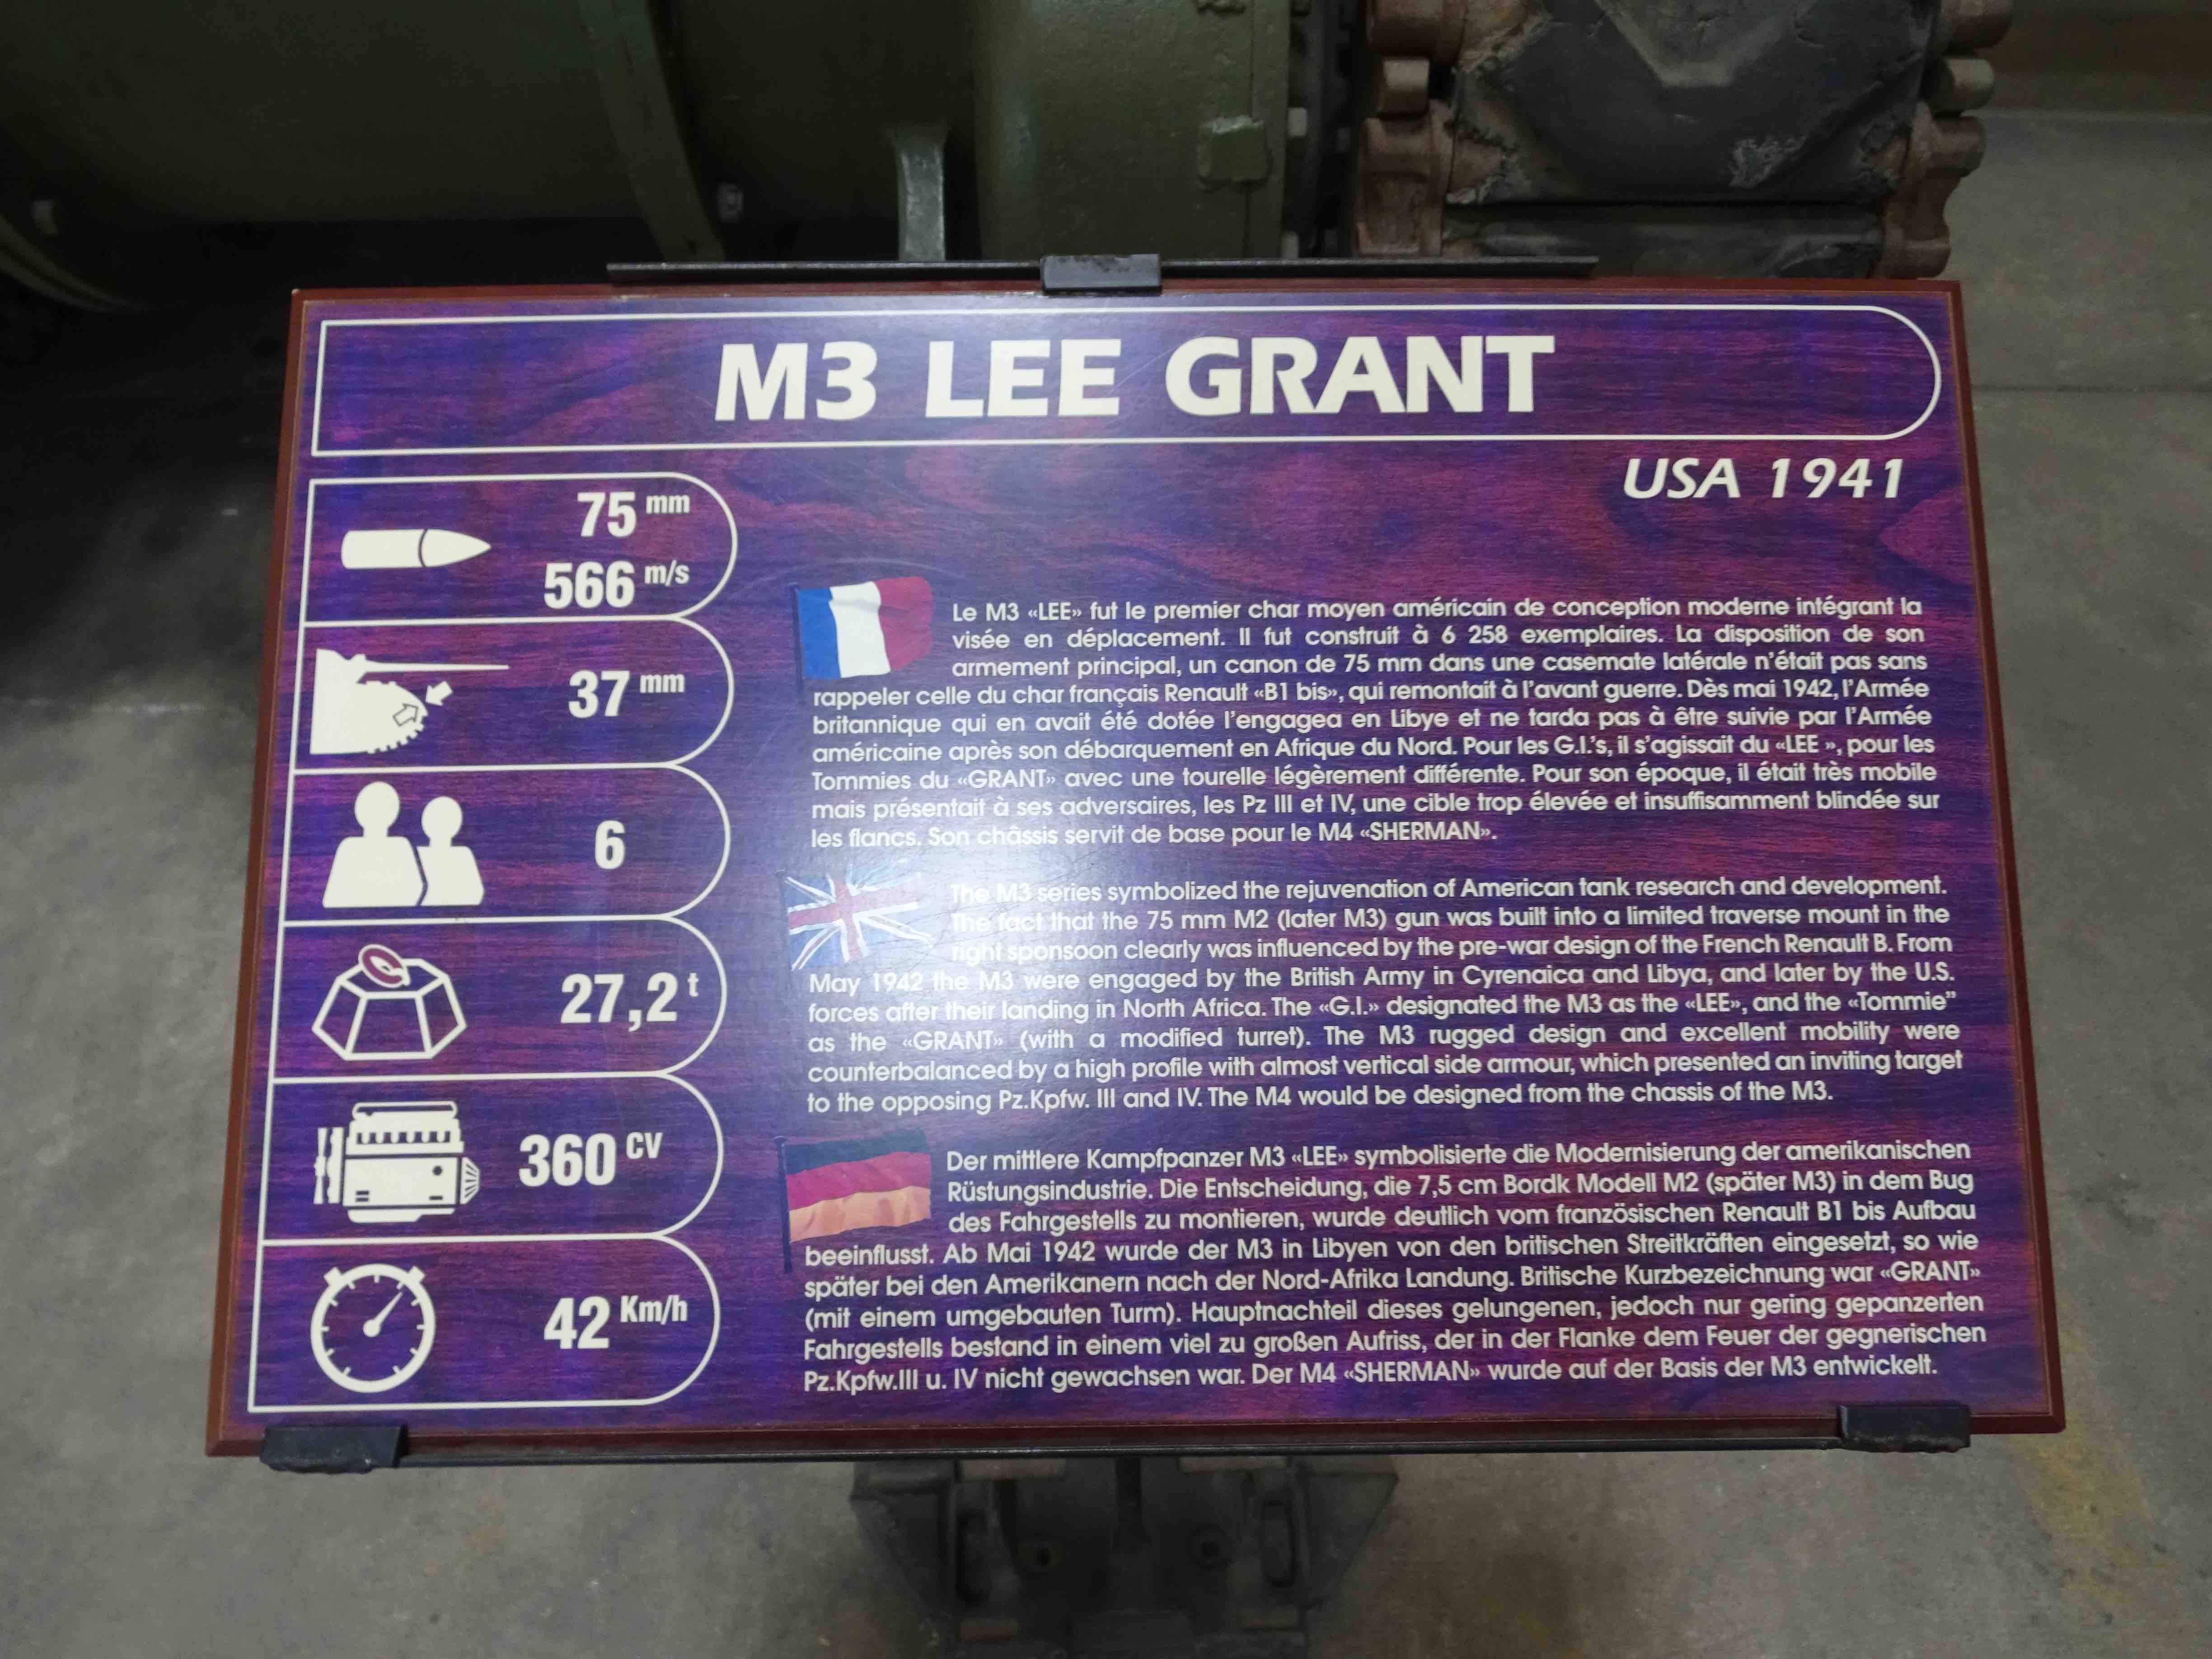 M3 LEE GRANT
USA 1941
75 mm
566 m/s
37 mm
6
27,2 t
360 CV
42 Km/h
Le M3 «LEE» fut le premier char moyen américain de conception moderne intégrant la
visée en déplacement. Il fut construit à 6 258 exemplaires. La disposition de son
armement principal, un canon de 75 mm dans une casemate latérale n'était pas sans
rappeler celle du char français Renault «B1 bis», qui remontait à l'avant guerre. Dès mai 1942, l'Armée
britannique qui en avait été dotée l'engagea en Libye et ne tarda pas à être suivie par l'Armée
américaine après son débarquement en Afrique du Nord. Pour les G.I.'s, il s'agissait du «LEE », pour les
Tommies du «GRANT» avec une tourelle légèrement différente. Pour son époque, il était très mobile
mais présentait à ses adversaires, les Pz III et IV, une cible trop élevée et insuffisamment blindée sur
les flancs. Son châssis servit de base pour le M4 «SHERMAN».
The M3 series symbolized the rejuvenation of American tank research and development.
The fact that the 75 mm M2 (later M3) gun was built into a limited traverse mount in the
right sponsoon clearly was influenced by the pre-war design of the French Renault B. From
May 1942 the M3 were engaged by the British Army in Cyrenaica and Libya, and later by the U.S.
forces after their landing in North Africa. The «G.I.» designated the M3 as the «LEE», and the «Tommie"
as the «GRANT» (with a modified turret). The M3 rugged design and excellent mobility were
counterbalanced by a high profile with almost vertical side armour, which presented an inviting target
to the opposing Pz.Kpfw. III and IV. The M4 would be designed from the chassis of the M3.
Der mittlere Kampfpanzer M3 «LEE» symbolisierte die Modernisierung der amerikanischen
Rüstungsindustrie. Die Entscheidung, die 7,5 cm Bordk Modell M2 (später M3) in dem Bug
des Fahrgestells zu montieren, wurde deutlich vom französischen Renault B1 bis Aufbau
beeinflusst. Ab Mai 1942 wurde der M3 in Libyen von den britischen Streitkräften eingesetzt, so wie
später bei den Amerikanern nach der Nord-Afrika Landung. Britische Kurzbezeichnung war «GRANT»
(mit einem umgebauten Turm). Hauptnachteil dieses gelungenen, jedoch nur gering gepanzerten
Fahrgestells bestand in einem viel zu großen Aufriss, der in der Flanke dem Feuer der gegnerischen
Pz.Kpfw.III u. IV nicht gewachsen war. Der M4 «SHERMAN» wurde auf der Basis der M3 entwickelt.